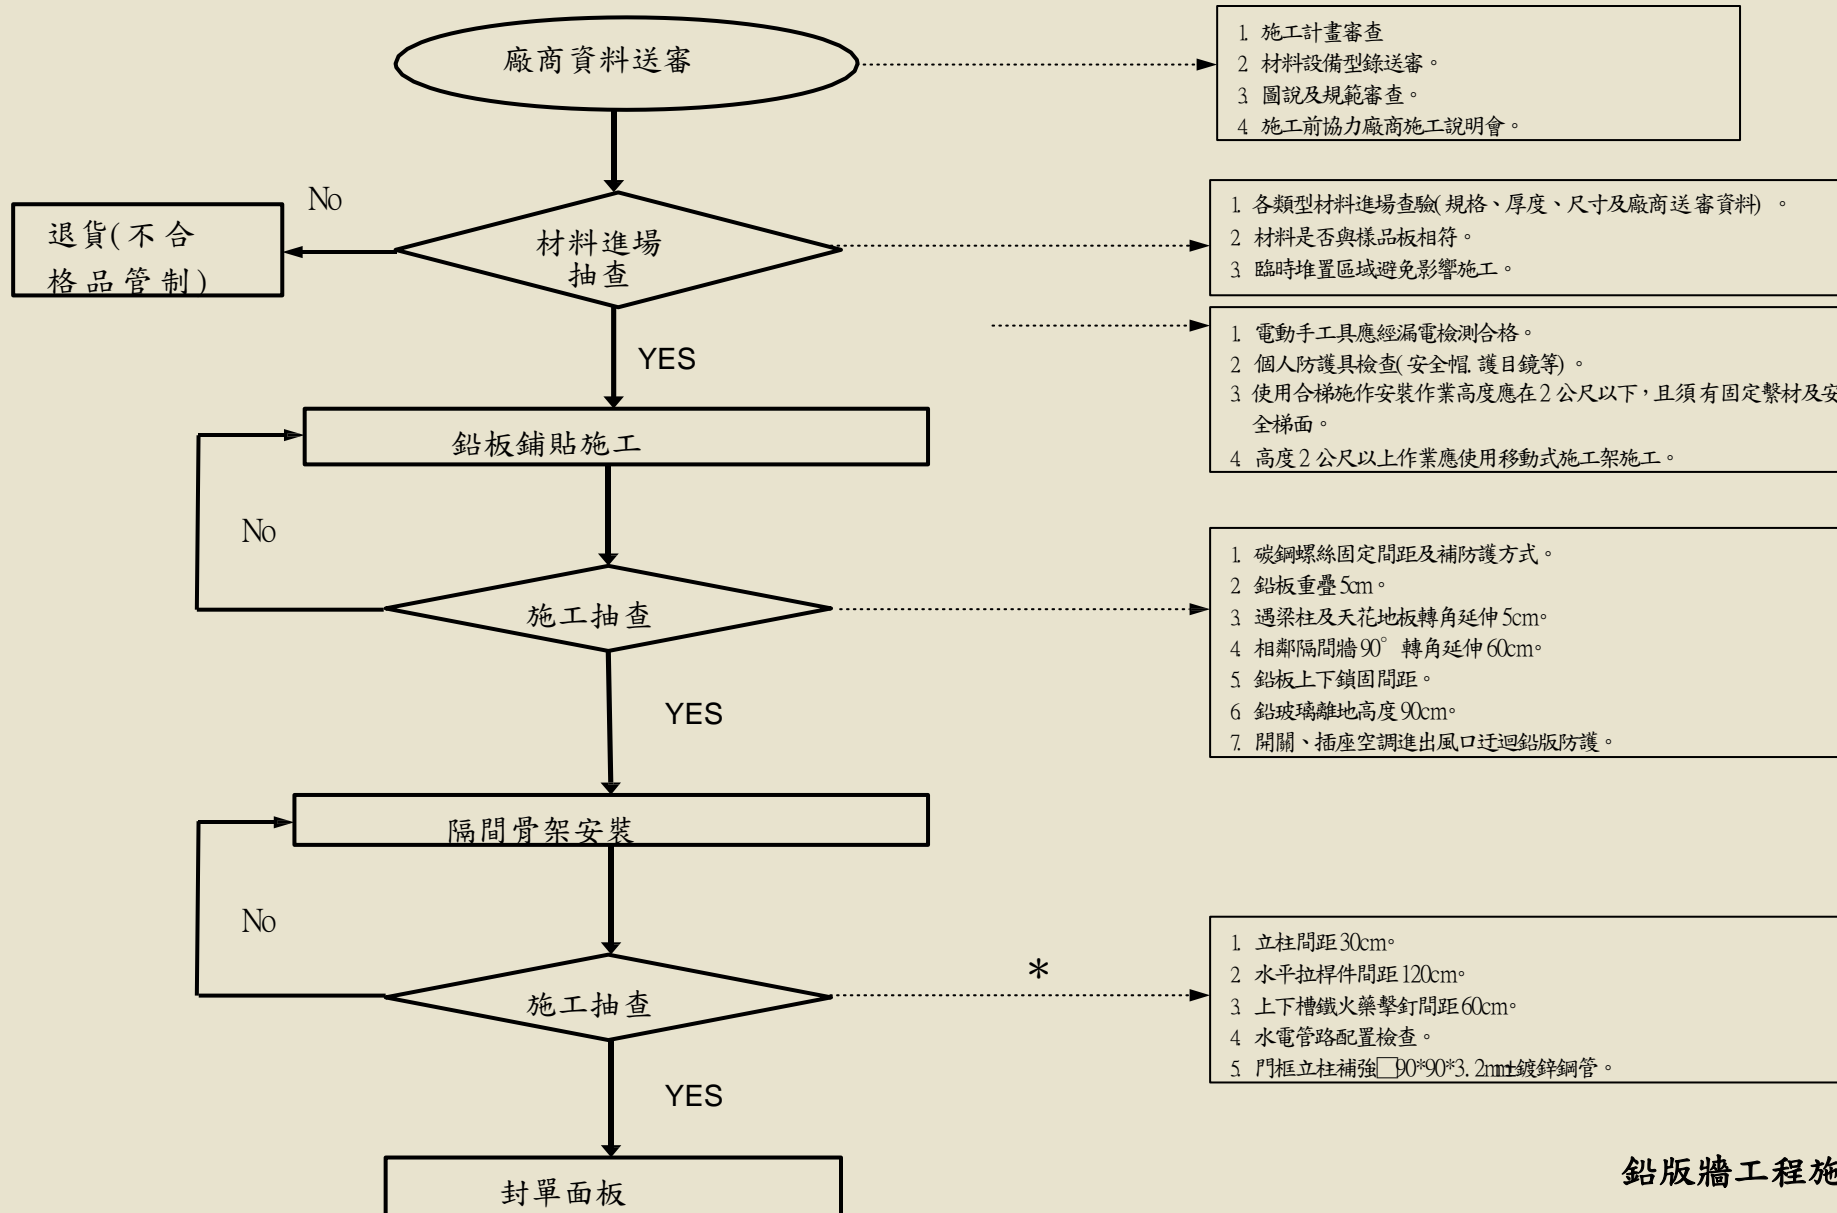 廠商資料送審
1. 施工計畫審查
2. 材料設備型錄送審。
3. 圖說及規範審查。
4. 施工前協力廠商施工說明會。
No
退貨(不合
格品管制)
材料進場
抽查
1. 各類型材料進場查驗(規格、厚度、尺寸及廠商送審資料) 。
2. 材料是否與樣品板相符。
3. 臨時堆置區域避免影響施工。
YES
1. 電動手工具應經漏電檢測合格。
2. 個人防護具檢查(安全帽.護目鏡等)。
3. 使用合梯施作安裝作業高度應在2公尺以下,且須有固定繫材及安
全梯面。
4. 高度2公尺以上作業應使用移動式施工架施工。
鉛板鋪貼施工
No
施工抽查
1. 碳鋼螺絲固定間距及補防護方式。
2. 鉛板重疊5cm。
3. 遇梁柱及天花地板轉角延伸5cm。
4. 相鄰隔間牆90° 轉角延伸60cm。
5. 鉛板上下鎖固間距。
6. 鉛玻璃離地高度90cm。
7. 開關、插座空調進出風口迂迴鉛版防護。
YES
隔間骨架安裝
No
施工抽查
*
1. 立柱間距30cm。
2. 水平拉桿件間距120cm。
3. 上下槽鐵火藥擊釘間距60cm。
4. 水電管路配置檢查。
5. 門框立柱補強□90*90*3.2mm±鍍鋅鋼管。
YES
封單面板
鉛版牆工程施